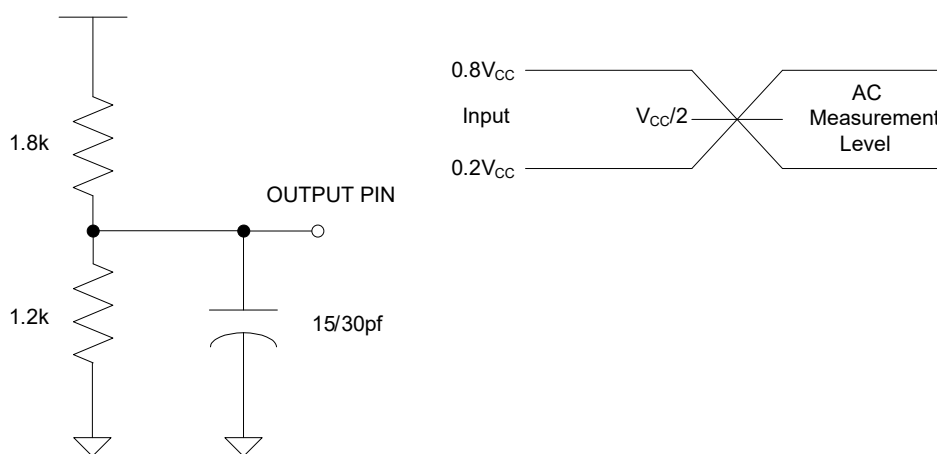 1.8k
1.2k
OUTPUT PIN
15/30pf
0.8VCC
Input
0.2VCC
VCC/2
AC
Measurement
Level